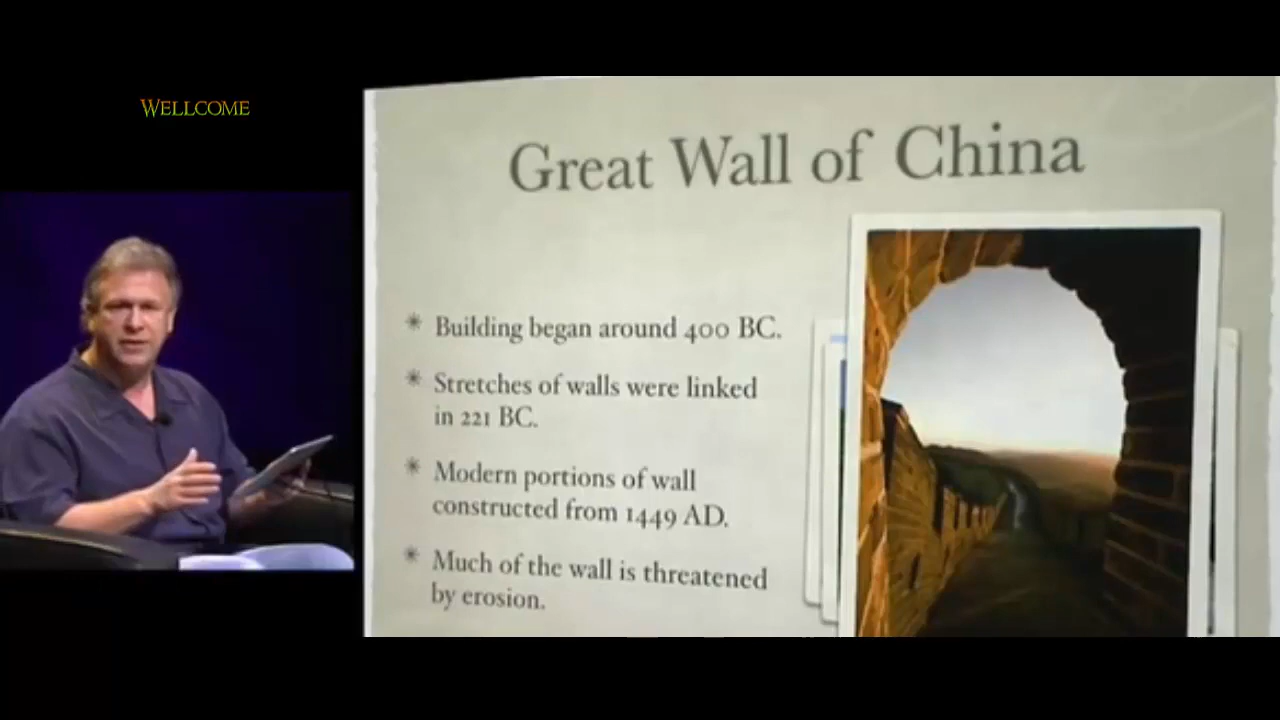 WELLCOME
Great Wall of China
* Building began around 400 BC.
* Stretches of walls were linked
in 221 BC.
* Modern portions of wall
constructed from 1449 AD.
* Much of the wall is threatened
by erosion.